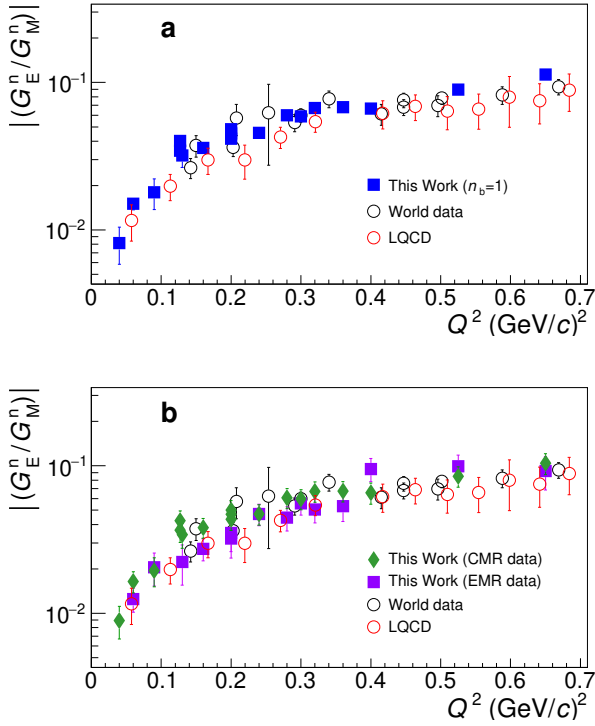 a
|(G_E^n/G_M^n)|
10⁻¹
10⁻²
This Work (n_b=1)
World data
LQCD
0 0.1 0.2 0.3 0.4 0.5 0.6 0.7
Q² (GeV/c)²
b
|(G_E^n/G_M^n)|
10⁻¹
10⁻²
This Work (CMR data)
This Work (EMR data)
World data
LQCD
0 0.1 0.2 0.3 0.4 0.5 0.6 0.7
Q² (GeV/c)²